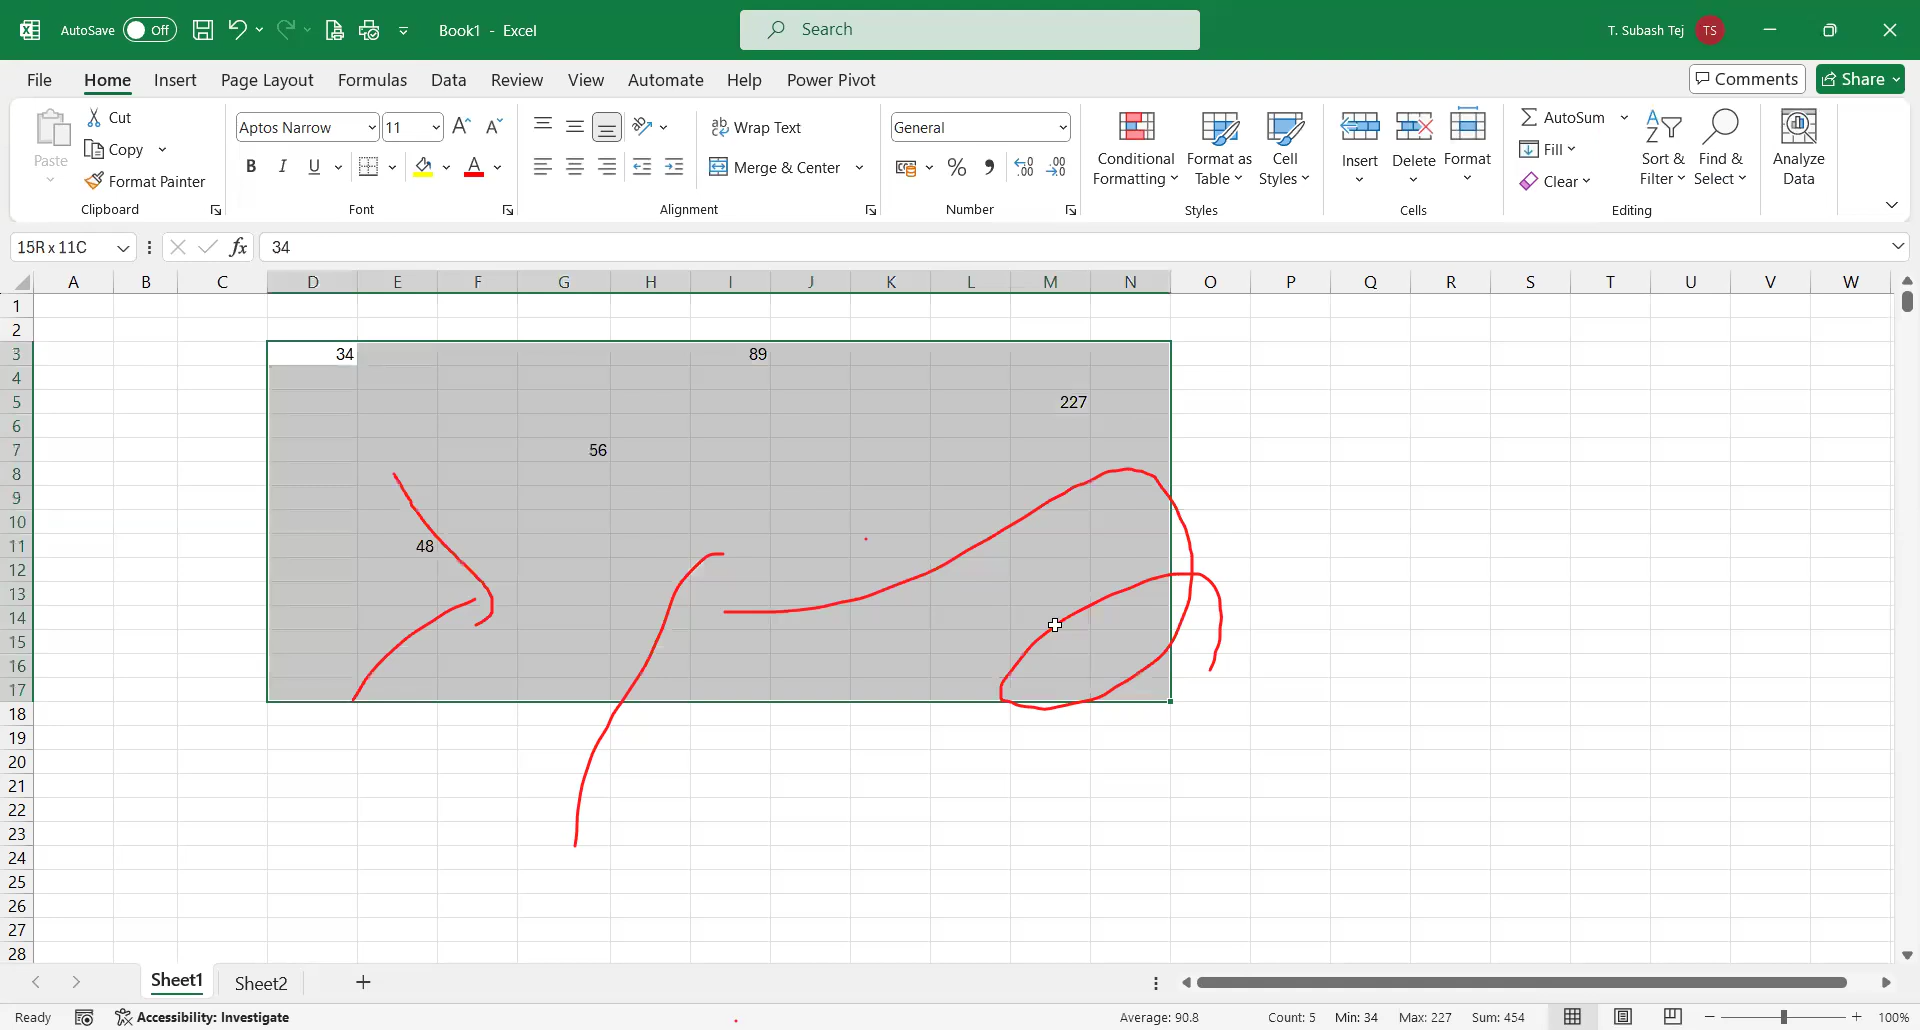 AutoSave Off Book1 - Excel Search T. Subash Tej TS
File Home Insert Page Layout Formulas Data Review View Automate Help Power Pivot Comments Share
Paste Cut Copy Format Painter Clipboard
Aptos Narrow 11 A A B I U A Font
ab Wrap Text Merge & Center Alignment
General % .00 .00 Number
Conditional Formatting Format as Table Cell Styles Styles
Insert Delete Format Cells
AutoSum Fill Clear Sort & Filter Find & Select Editing
Analyze Data
15R x 11C fx 34
A B C D E F G H I J K L M N O P Q R S T U V W
1
2
3 34 89
4
5 227
6
7 56
8
9
10
11 48
12
13
14
15
16
17
18
19
20
21
22
23
24
25
26
27
28
Sheet1 Sheet2 +
Ready Accessibility: Investigate Average: 90.8 Count: 5 Min: 34 Max: 227 Sum: 454 100%